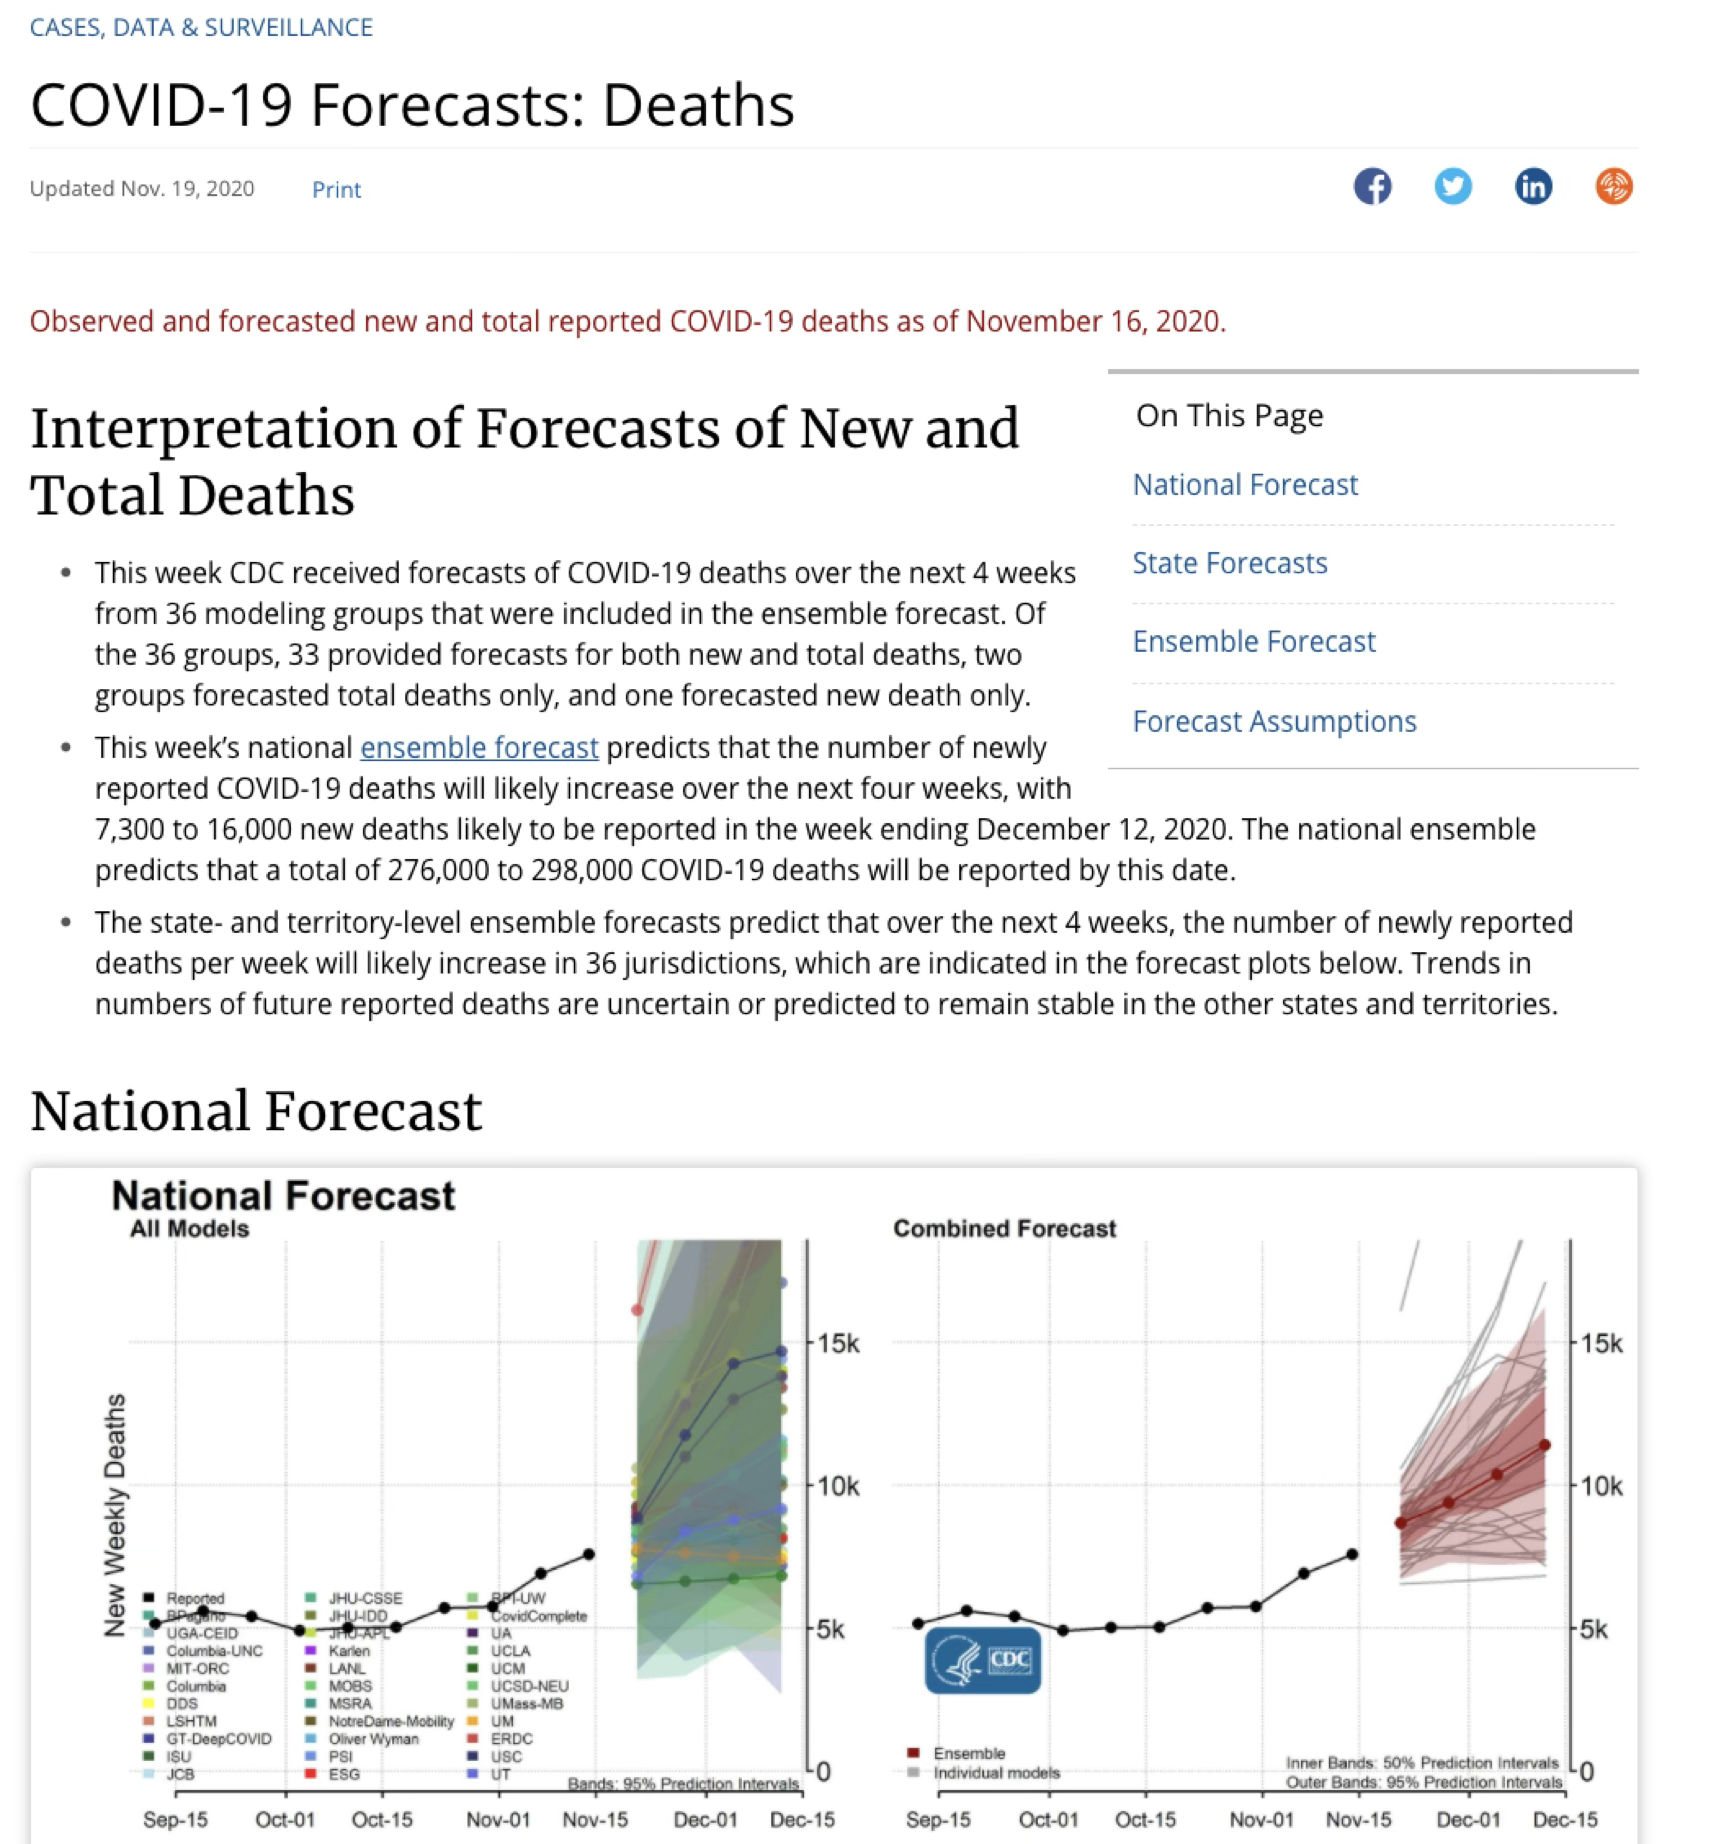 CASES, DATA & SURVEILLANCE
COVID-19 Forecasts: Deaths
Updated Nov. 19, 2020 Print
Observed and forecasted new and total reported COVID-19 deaths as of November 16, 2020.
On This Page
National Forecast
State Forecasts
Ensemble Forecast
Forecast Assumptions
Interpretation of Forecasts of New and
Total Deaths
This week CDC received forecasts of COVID-19 deaths over the next 4 weeks
from 36 modeling groups that were included in the ensemble forecast. Of
the 36 groups, 33 provided forecasts for both new and total deaths, two
groups forecasted total deaths only, and one forecasted new death only.
This week’s national ensemble forecast predicts that the number of newly
reported COVID-19 deaths will likely increase over the next four weeks, with
7,300 to 16,000 new deaths likely to be reported in the week ending December 12, 2020. The national ensemble
predicts that a total of 276,000 to 298,000 COVID-19 deaths will be reported by this date.
The state- and territory-level ensemble forecasts predict that over the next 4 weeks, the number of newly reported
deaths per week will likely increase in 36 jurisdictions, which are indicated in the forecast plots below. Trends in
numbers of future reported deaths are uncertain or predicted to remain stable in the other states and territories.
National Forecast
National Forecast
All Models
New Weekly Deaths
15k
10k
5k
0
Reported
BPagano
UGA-CEID
Columbia-UNC
MIT-ORC
Columbia
DDS
LSHTM
GT-DeepCOVID
ISU
JCB
JHU-CSSE
JHU-IDD
JHU-APL
Karlen
LANL
MOBS
MSRA
NotreDame-Mobility
Oliver Wyman
PSI
ESG
RPI-UW
CovidComplete
UA
UCLA
UCM
UCSD-NEU
UMass-MB
UM
ERDC
USC
UT
Bands: 95% Prediction Intervals
Sep-15 Oct-01 Oct-15 Nov-01 Nov-15 Dec-01 Dec-15
Combined Forecast
15k
10k
5k
0
CDC
Ensemble
Individual models
Inner Bands: 50% Prediction Intervals
Outer Bands: 95% Prediction Intervals
Sep-15 Oct-01 Oct-15 Nov-01 Nov-15 Dec-01 Dec-15